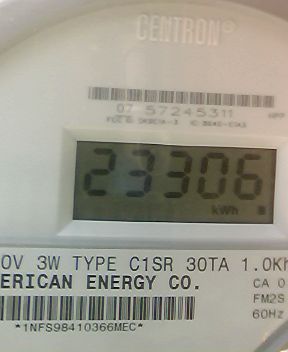 CENTRON®
07 57245311
23306
kWh
0V 3W TYPE C1SR 30TA 1.0Kh
ERICAN ENERGY CO.
CA 0
FM2S
60Hz
*1NFS98410366MEC*